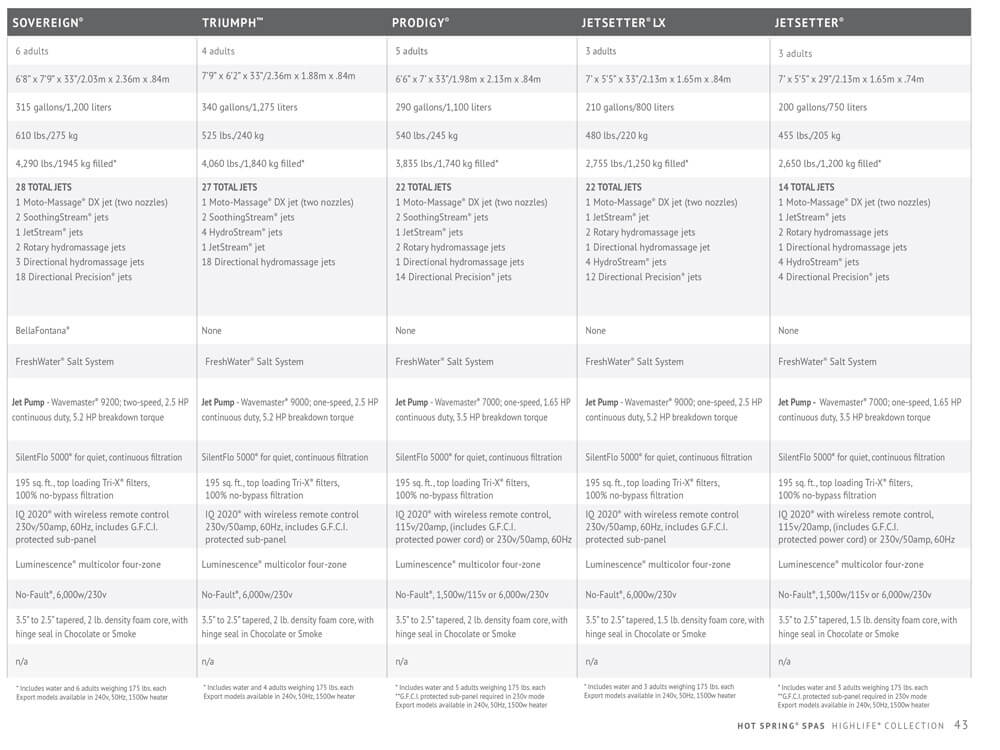 SOVEREIGN® TRIUMPH™ PRODIGY® JETSETTER® LX JETSETTER®
6 adults 4 adults 5 adults 3 adults 3 adults
6'8" x 7'9" x 33"/2.03m x 2.36m x .84m 7'9" x 6'2" x 33"/2.36m x 1.88m x .84m 6'6" x 7' x 33"/1.98m x 2.13m x .84m 7' x 5'5" x 33"/2.13m x 1.65m x .84m 7' x 5'5" x 29"/2.13m x 1.65m x .74m
315 gallons/1,200 liters 340 gallons/1,275 liters 290 gallons/1,100 liters 210 gallons/800 liters 200 gallons/750 liters
610 lbs./275 kg 525 lbs./240 kg 540 lbs./245 kg 480 lbs./220 kg 455 lbs./205 kg
4,290 lbs./1945 kg filled* 4,060 lbs./1,840 kg filled* 3,835 lbs./1,740 kg filled* 2,755 lbs./1,250 kg filled* 2,650 lbs./1,200 kg filled*
28 TOTAL JETS 27 TOTAL JETS 22 TOTAL JETS 22 TOTAL JETS 14 TOTAL JETS
1 Moto-Massage® DX jet (two nozzles) 1 Moto-Massage® DX jet (two nozzles) 1 Moto-Massage® DX jet (two nozzles) 1 Moto-Massage® DX jet (two nozzles) 1 Moto-Massage® DX jet (two nozzles)
2 SoothingStream® jets 2 SoothingStream® jets 2 SoothingStream® jets 1 JetStream® jet 1 JetStream® jets
1 JetStream® jets 4 HydroStream® jets 1 JetStream® jets 2 Rotary hydromassage jets 2 Rotary hydromassage jets
2 Rotary hydromassage jets 1 JetStream® jet 2 Rotary hydromassage jets 1 Directional hydromassage jet 1 Directional hydromassage jets
3 Directional hydromassage jets 18 Directional hydromassage jets 1 Directional hydromassage jets 4 HydroStream® jets 4 HydroStream® jets
18 Directional Precision® jets 14 Directional Precision® jets 12 Directional Precision® jets 4 Directional Precision® jets
BellaFontana® None None None None
FreshWater® Salt System FreshWater® Salt System FreshWater® Salt System FreshWater® Salt System FreshWater® Salt System
Jet Pump - Wavemaster® 9200; two-speed, 2.5 HP Jet Pump - Wavemaster® 9000; one-speed, 2.5 HP Jet Pump - Wavemaster® 7000; one-speed, 1.65 HP Jet Pump - Wavemaster® 9000; one-speed, 2.5 HP Jet Pump - Wavemaster® 7000; one-speed, 1.65 HP
continuous duty, 5.2 HP breakdown torque continuous duty, 5.2 HP breakdown torque continuous duty, 3.5 HP breakdown torque continuous duty, 5.2 HP breakdown torque continuous duty, 3.5 HP breakdown torque
SilentFlo 5000® for quiet, continuous filtration SilentFlo 5000® for quiet, continuous filtration SilentFlo 5000® for quiet, continuous filtration SilentFlo 5000® for quiet, continuous filtration SilentFlo 5000® for quiet, continuous filtration
195 sq. ft., top loading Tri-X® filters, 195 sq. ft., top loading Tri-X® filters, 195 sq. ft., top loading Tri-X® filters, 195 sq. ft., top loading Tri-X® filters, 195 sq. ft., top loading Tri-X® filters,
100% no-bypass filtration 100% no-bypass filtration 100% no-bypass filtration 100% no-bypass filtration 100% no-bypass filtration
IQ 2020® with wireless remote control IQ 2020® with wireless remote control IQ 2020® with wireless remote control, IQ 2020® with wireless remote control IQ 2020® with wireless remote control,
230v/50amp, 60Hz, includes G.F.C.I. 230v/50amp, 60Hz, includes G.F.C.I. 115v/20amp, (includes G.F.C.I. 230v/50amp, 60Hz, includes G.F.C.I. 115v/20amp, (includes G.F.C.I.
protected sub-panel protected sub-panel protected power cord) or 230v/50amp, 60Hz protected sub-panel protected power cord) or 230v/50amp, 60Hz
Luminescence® multicolor four-zone Luminescence® multicolor four-zone Luminescence® multicolor four-zone Luminescence® multicolor four-zone Luminescence® multicolor four-zone
No-Fault®, 6,000w/230v No-Fault®, 6,000w/230v No-Fault®, 1,500w/115v or 6,000w/230v No-Fault®, 6,000w/230v No-Fault®, 1,500w/115v or 6,000w/230v
3.5" to 2.5" tapered, 2 lb. density foam core, with 3.5" to 2.5" tapered, 2 lb. density foam core, with 3.5" to 2.5" tapered, 2 lb. density foam core, with 3.5" to 2.5" tapered, 1.5 lb. density foam core, with 3.5" to 2.5" tapered, 1.5 lb. density foam core, with
hinge seal in Chocolate or Smoke hinge seal in Chocolate or Smoke hinge seal in Chocolate or Smoke hinge seal in Chocolate or Smoke hinge seal in Chocolate or Smoke
n/a n/a n/a n/a n/a
* Includes water and 6 adults weighing 175 lbs. each * Includes water and 4 adults weighing 175 lbs. each * Includes water and 5 adults weighing 175 lbs. each * Includes water and 3 adults weighing 175 lbs. each * Includes water and 3 adults weighing 175 lbs. each
Export models available in 240v, 50Hz, 1500w heater Export models available in 240v, 50Hz, 1500w heater **G.F.C.I. protected sub-panel required in 230v mode Export models available in 240v, 50Hz, 1500w heater **G.F.C.I. protected sub-panel required in 230v mode
Export models available in 240v, 50Hz, 1500w heater Export models available in 240v, 50Hz, 1500w heater
HOT SPRING® SPAS HIGHLIFE® COLLECTION 43